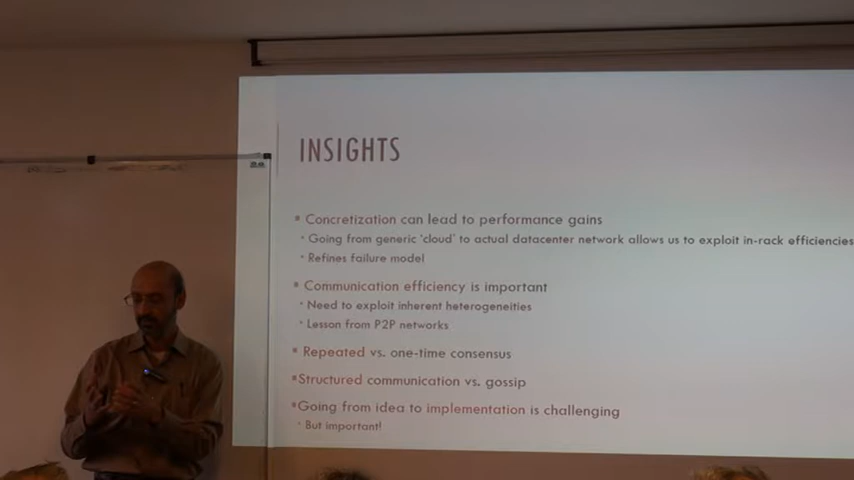 INSIGHTS
Concretization can lead to performance gains
Going from generic 'cloud' to actual datacenter network allows us to exploit in-rack efficiencies
Refines failure model
Communication efficiency is important
Need to exploit inherent heterogeneities
Lesson from P2P networks
Repeated vs. one-time consensus
Structured communication vs. gossip
Going from idea to implementation is challenging
But important!